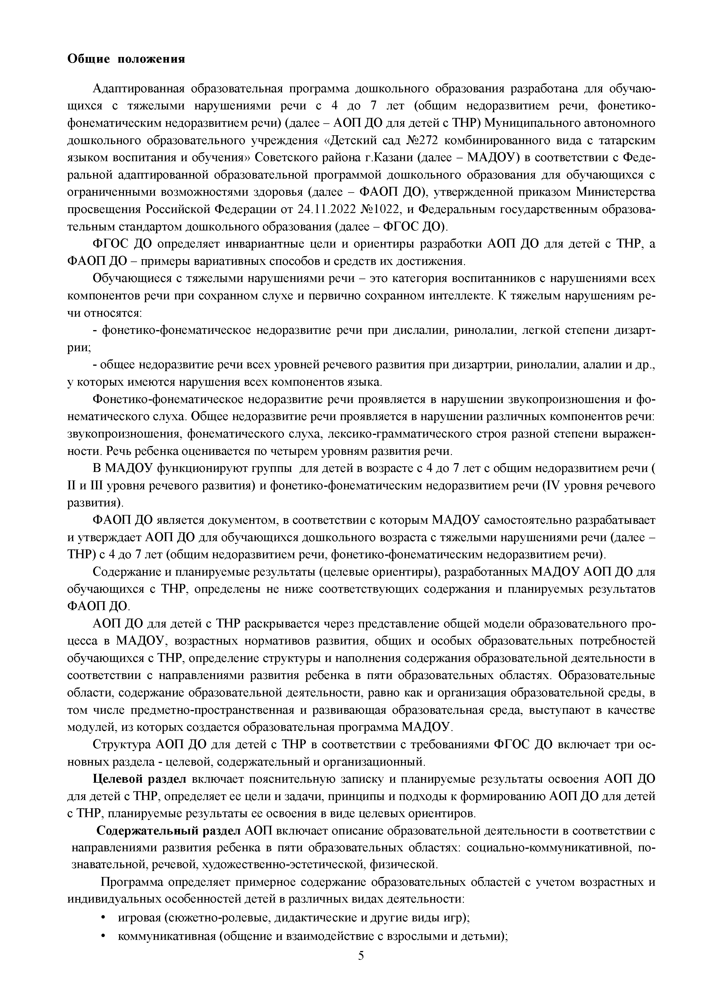 Общие положения
Адаптированная образовательная программа дошкольного образования разработана для обучаю-
щихся с тяжелыми нарушениями речи с 4 до 7 лет (общим недоразвитием речи, фонетико-
фонематическим недоразвитием речи) (далее – АОП ДО для детей с ТНР) Муниципального автономного
дошкольного образовательного учреждения «Детский сад №272 комбинированного вида с татарским
языком воспитания и обучения» Советского района г.Казани (далее – МАДОУ) в соответствии с Феде-
ральной адаптированной образовательной программой дошкольного образования для обучающихся с
ограниченными возможностями здоровья (далее – ФАОП ДО), утвержденной приказом Министерства
просвещения Российской Федерации от 24.11.2022 №1022, и Федеральным государственным образова-
тельным стандартом дошкольного образования (далее – ФГОС ДО).
ФГОС ДО определяет инвариантные цели и ориентиры разработки АОП ДО для детей с ТНР, а
ФАОП ДО – примеры вариативных способов и средств их достижения.
Обучающиеся с тяжелыми нарушениями речи – это категория воспитанников с нарушениями всех
компонентов речи при сохранном слухе и первично сохранном интеллекте. К тяжелым нарушениям ре-
чи относятся:
- фонетико-фонематическое недоразвитие речи при дислалии, ринолалии, легкой степени дизарт-
рии;
- общее недоразвитие речи всех уровней речевого развития при дизартрии, ринолалии, алалии и др.,
у которых имеются нарушения всех компонентов языка.
Фонетико-фонематическое недоразвитие речи проявляется в нарушении звукопроизношения и фо-
нематического слуха. Общее недоразвитие речи проявляется в нарушении различных компонентов речи:
звукопроизношения, фонематического слуха, лексико-грамматического строя разной степени выражен-
ности. Речь ребенка оценивается по четырем уровням развития речи.
В МАДОУ функционируют группы для детей в возрасте с 4 до 7 лет с общим недоразвитием речи (
II и III уровня речевого развития) и фонетико-фонематическим недоразвитием речи (IV уровня речевого
развития).
ФАОП ДО является документом, в соответствии с которым МАДОУ самостоятельно разрабатывает
и утверждает АОП ДО для обучающихся дошкольного возраста с тяжелыми нарушениями речи (далее –
ТНР) с 4 до 7 лет (общим недоразвитием речи, фонетико-фонематическим недоразвитием речи).
Содержание и планируемые результаты (целевые ориентиры), разработанных МАДОУ АОП ДО для
обучающихся с ТНР, определены не ниже соответствующих содержания и планируемых результатов
ФАОП ДО.
АОП ДО для детей с ТНР раскрывается через представление общей модели образовательного про-
цесса в МАДОУ, возрастных нормативов развития, общих и особых образовательных потребностей
обучающихся с ТНР, определение структуры и наполнения содержания образовательной деятельности в
соответствии с направлениями развития ребенка в пяти образовательных областях. Образовательные
области, содержание образовательной деятельности, равно как и организация образовательной среды, в
том числе предметно-пространственная и развивающая образовательная среда, выступают в качестве
модулей, из которых создается образовательная программа МАДОУ.
Структура АОП ДО для детей с ТНР в соответствии с требованиями ФГОС ДО включает три ос-
новных раздела - целевой, содержательный и организационный.
Целевой раздел включает пояснительную записку и планируемые результаты освоения АОП ДО
для детей с ТНР, определяет ее цели и задачи, принципы и подходы к формированию АОП ДО для детей
с ТНР, планируемые результаты ее освоения в виде целевых ориентиров.
Содержательный раздел АОП включает описание образовательной деятельности в соответствии с
направлениями развития ребенка в пяти образовательных областях: социально-коммуникативной, по-
знавательной, речевой, художественно-эстетической, физической.
Программа определяет примерное содержание образовательных областей с учетом возрастных и
индивидуальных особенностей детей в различных видах деятельности:
• игровая (сюжетно-ролевые, дидактические и другие виды игр);
• коммуникативная (общение и взаимодействие с взрослыми и детьми);
5